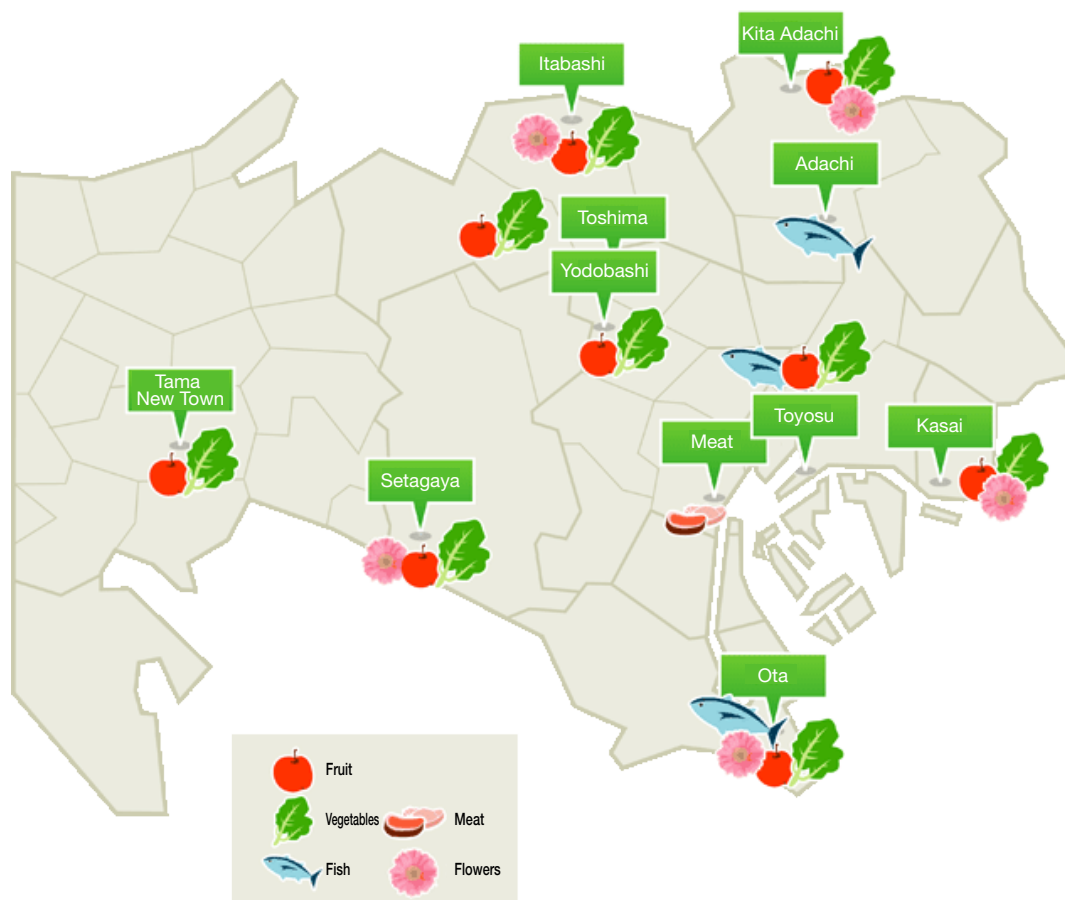 Kita Adachi
Itabashi
Adachi
Toshima
Yodobashi
Tama
New Town
Toyosu
Kasai
Meat
Setagaya
Ota
Fruit
Vegetables
Meat
Fish
Flowers